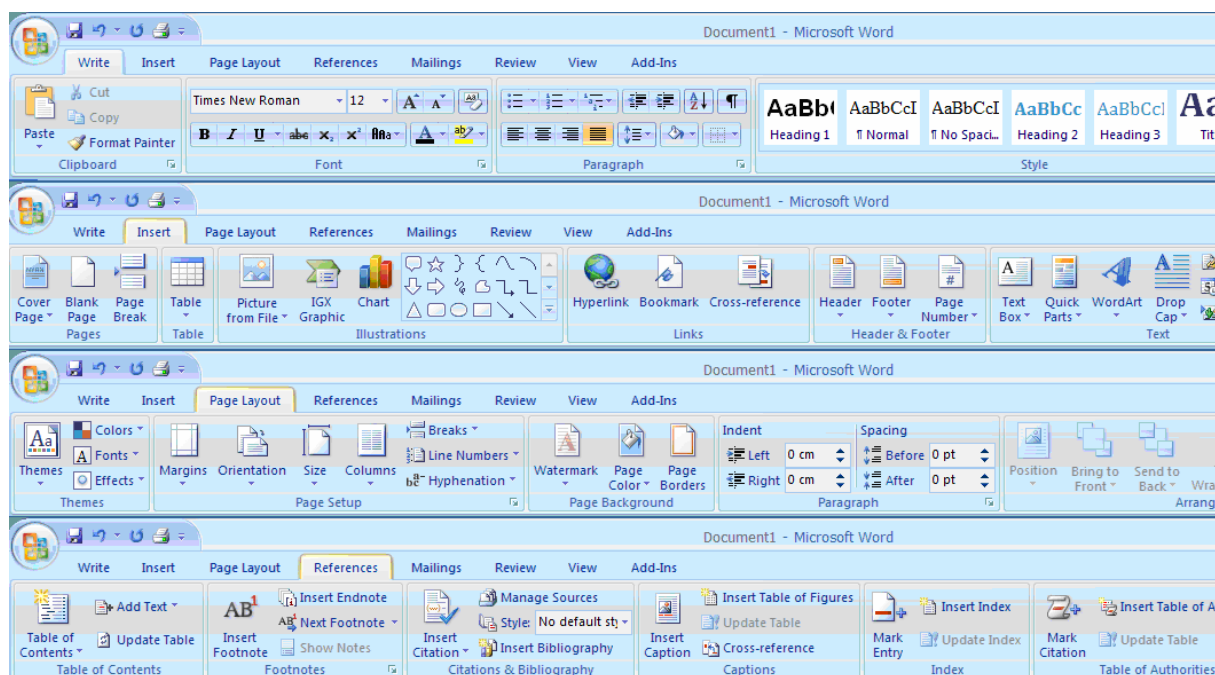 Document1 - Microsoft Word
Write Insert Page Layout References Mailings Review View Add-Ins
Paste
Cut
Copy
Format Painter
Clipboard
Times New Roman 12
B I U abc x₂ x² AAa A ab
Font
Paragraph
AaBb( AaBbCcI AaBbCcI AaBbCc AaBbCcI Aa
Heading 1 ¶ Normal ¶ No Spaci... Heading 2 Heading 3 Tit
Style
Document1 - Microsoft Word
Write Insert Page Layout References Mailings Review View Add-Ins
Cover Page
Blank Page
Page Break
Pages
Table
Table
Picture from File
IGX Graphic
Chart
Illustrations
Hyperlink Bookmark Cross-reference
Links
Header Footer Page Number
Header & Footer
Text Box
Quick Parts
WordArt
Drop Cap
Text
Document1 - Microsoft Word
Write Insert Page Layout References Mailings Review View Add-Ins
Aa
Themes
Colors
Fonts
Effects
Themes
Margins Orientation Size Columns
Breaks
Line Numbers
Hyphenation
Page Setup
Watermark
Page Color
Page Borders
Page Background
Indent
Left 0 cm
Right 0 cm
Spacing
Before 0 pt
After 0 pt
Paragraph
Position
Bring to Front
Send to Back
Wra
Arrang
Document1 - Microsoft Word
Write Insert Page Layout References Mailings Review View Add-Ins
Table of Contents
Add Text
Update Table
Table of Contents
AB¹
Insert Footnote
Insert Endnote
Next Footnote
Show Notes
Footnotes
Insert Citation
Manage Sources
Style: No default sty
Insert Bibliography
Citations & Bibliography
Insert Caption
Insert Table of Figures
Update Table
Cross-reference
Captions
Mark Entry
Insert Index
Update Index
Index
Mark Citation
Insert Table of A
Update Table
Table of Authorities